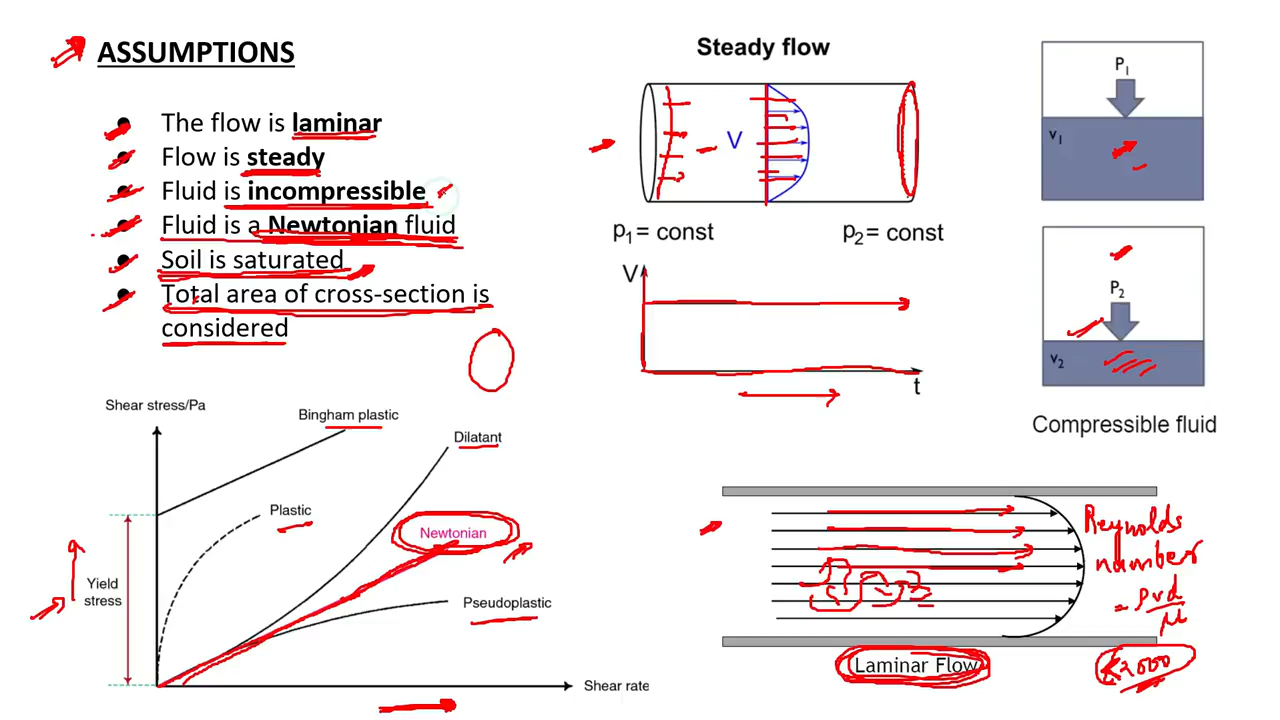 ASSUMPTIONS
The flow is laminar
Flow is steady
Fluid is incompressible
Fluid is a Newtonian fluid
Soil is saturated
Total area of cross-section is
considered
Steady flow
V
p₁ = const
p₂ = const
V
t
P₁
v₁
P₂
v₂
Compressible fluid
Shear stress/Pa
Bingham plastic
Dilatant
Plastic
Newtonian
Yield
stress
Pseudoplastic
Shear rate
Reynolds
number
= ρvd/μ
<2000
Laminar Flow